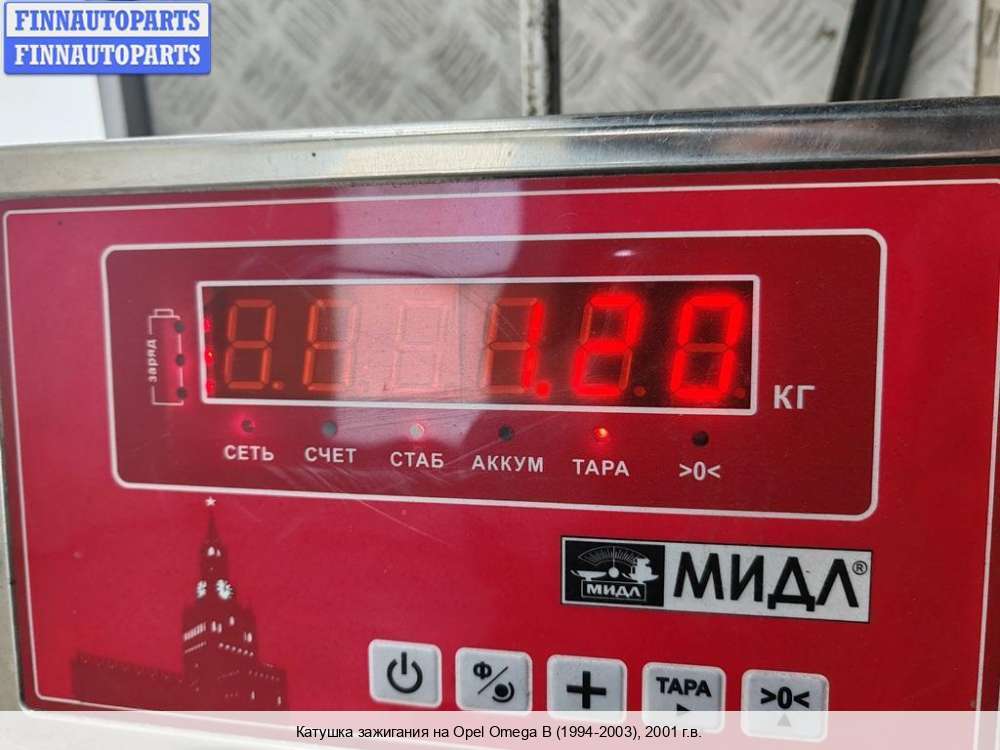 FINNAUTOPARTS
FINNAUTOPARTS
заряд
1.20
КГ
СЕТЬ СЧЕТ СТАБ АККУМ ТАРА >0<
МИДЛ
МИДЛ®
Ф/
+
ТАРА
>0<
Катушка зажигания на Opel Omega B (1994-2003), 2001 г.в.